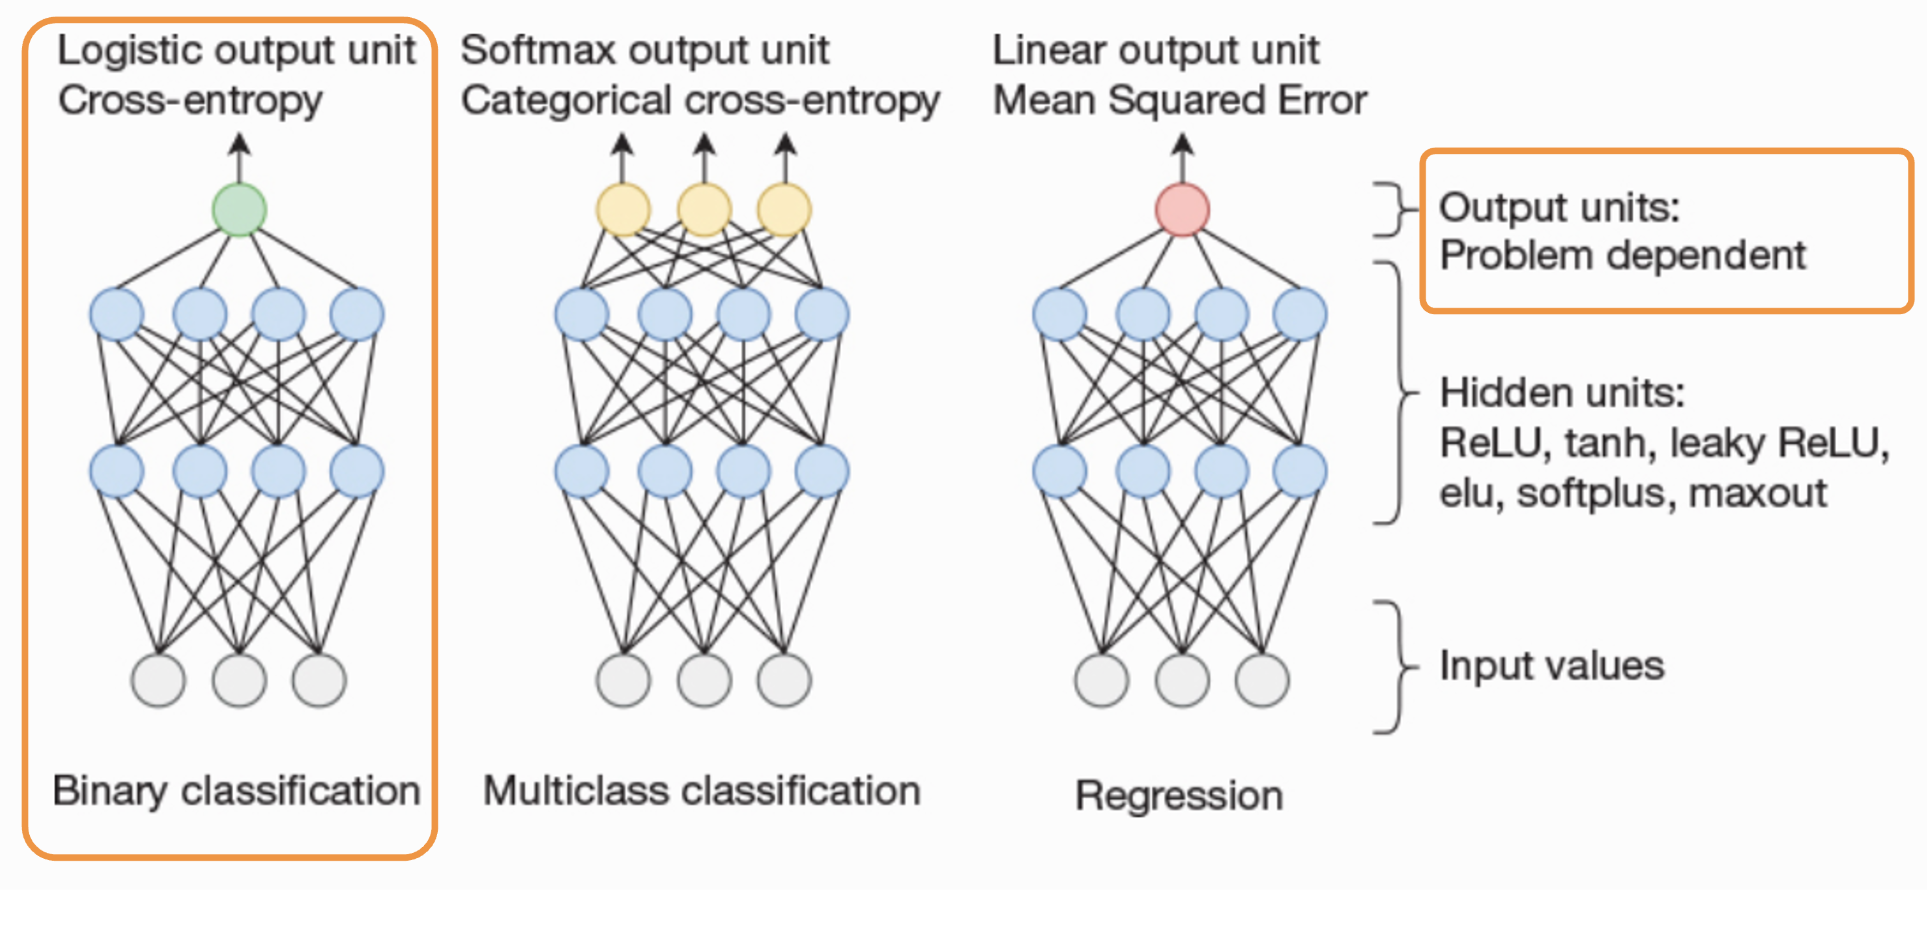 Logistic output unit
Cross-entropy
Softmax output unit
Categorical cross-entropy
Linear output unit
Mean Squared Error
Output units:
Problem dependent
Hidden units:
ReLU, tanh, leaky ReLU,
elu, softplus, maxout
Input values
Binary classification
Multiclass classification
Regression